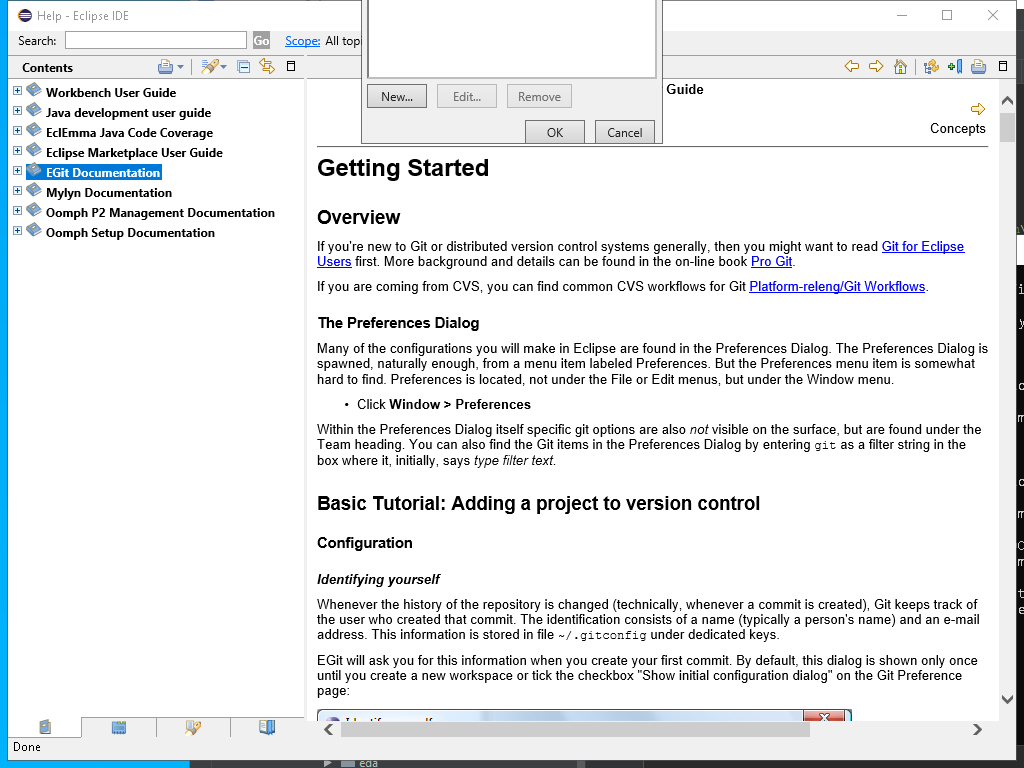 Help - Eclipse IDE
Search:
Go
Scope: All top
Contents
Workbench User Guide
Java development user guide
EclEmma Java Code Coverage
Eclipse Marketplace User Guide
EGit Documentation
Mylyn Documentation
Oomph P2 Management Documentation
Oomph Setup Documentation
New...
Edit...
Remove
OK
Cancel
Guide
Concepts
Getting Started
Overview
If you're new to Git or distributed version control systems generally, then you might want to read Git for Eclipse
Users first. More background and details can be found in the on-line book Pro Git.
If you are coming from CVS, you can find common CVS workflows for Git Platform-releng/Git Workflows.
The Preferences Dialog
Many of the configurations you will make in Eclipse are found in the Preferences Dialog. The Preferences Dialog is
spawned, naturally enough, from a menu item labeled Preferences. But the Preferences menu item is somewhat
hard to find. Preferences is located, not under the File or Edit menus, but under the Window menu.
• Click Window > Preferences
Within the Preferences Dialog itself specific git options are also not visible on the surface, but are found under the
Team heading. You can also find the Git items in the Preferences Dialog by entering git as a filter string in the
box where it, initially, says type filter text.
Basic Tutorial: Adding a project to version control
Configuration
Identifying yourself
Whenever the history of the repository is changed (technically, whenever a commit is created), Git keeps track of
the user who created that commit. The identification consists of a name (typically a person's name) and an e-mail
address. This information is stored in file ~/.gitconfig under dedicated keys.
EGit will ask you for this information when you create your first commit. By default, this dialog is shown only once
until you create a new workspace or tick the checkbox "Show initial configuration dialog" on the Git Preference
page:
Done
eda